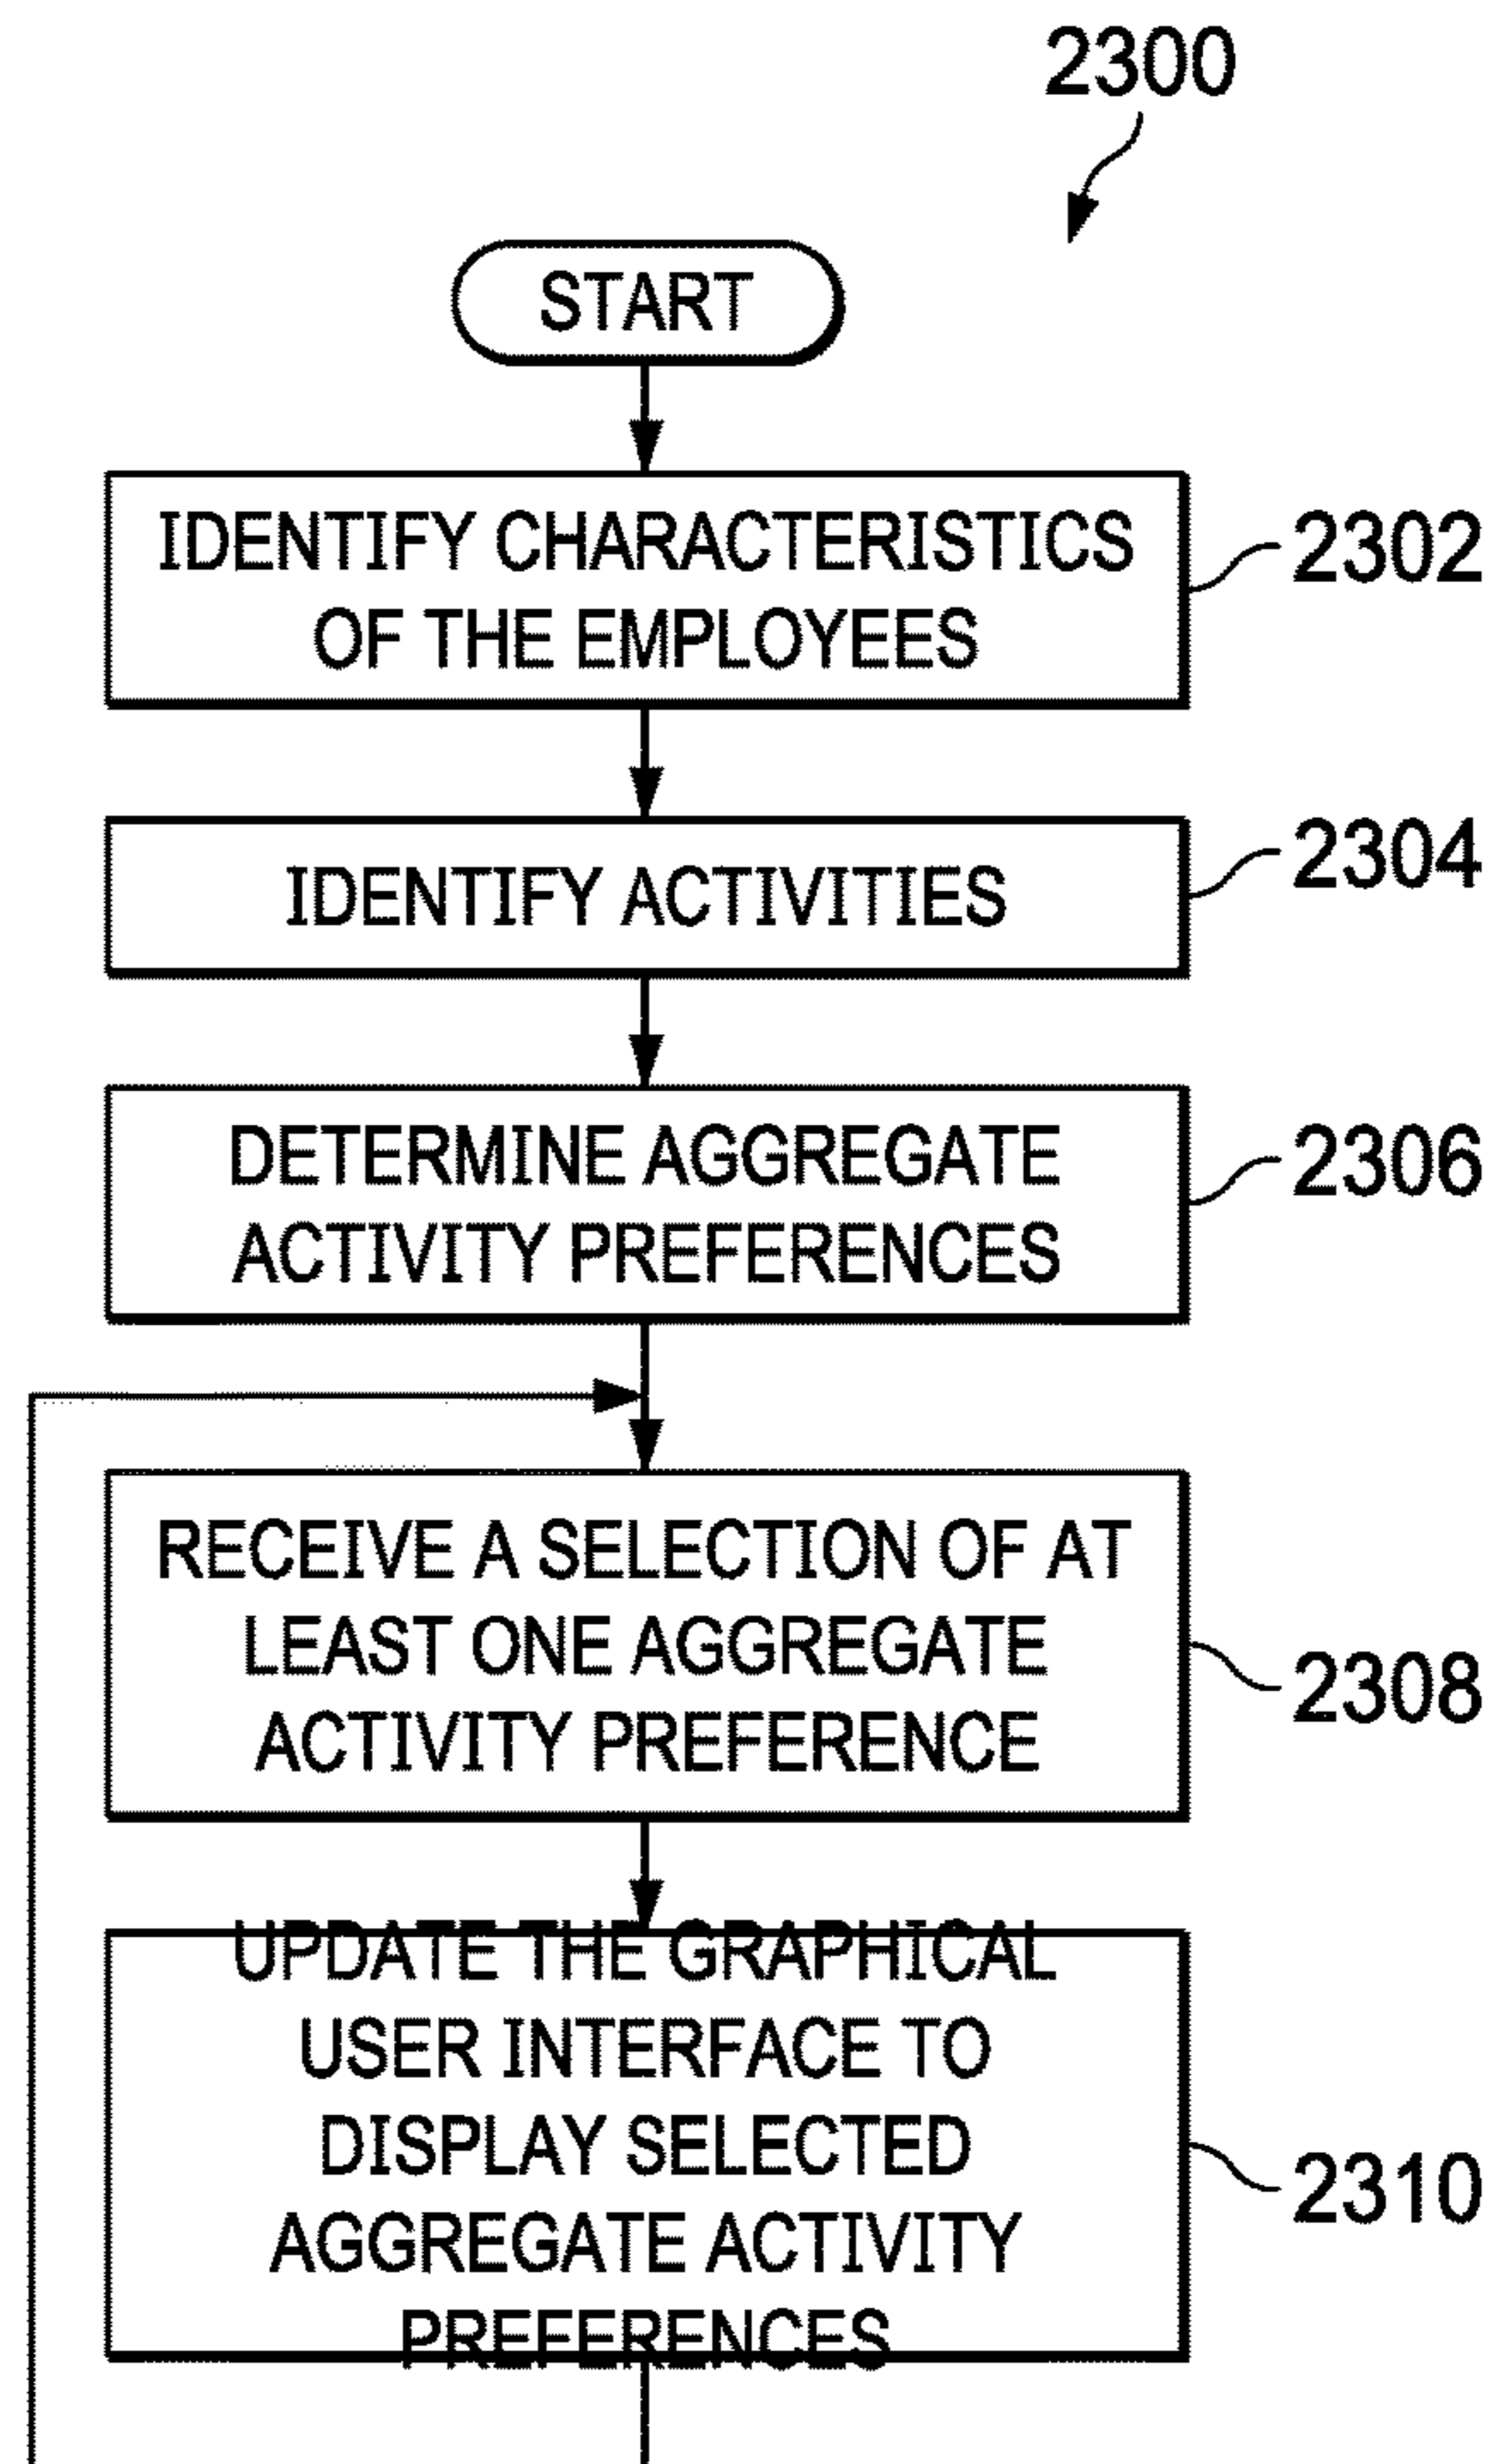 2300
START
IDENTIFY CHARACTERISTICS
OF THE EMPLOYEES
2302
IDENTIFY ACTIVITIES
2304
DETERMINE AGGREGATE
ACTIVITY PREFERENCES
2306
RECEIVE A SELECTION OF AT
LEAST ONE AGGREGATE
ACTIVITY PREFERENCE
2308
UPDATE THE GRAPHICAL
USER INTERFACE TO
DISPLAY SELECTED
AGGREGATE ACTIVITY
PREFERENCES
2310